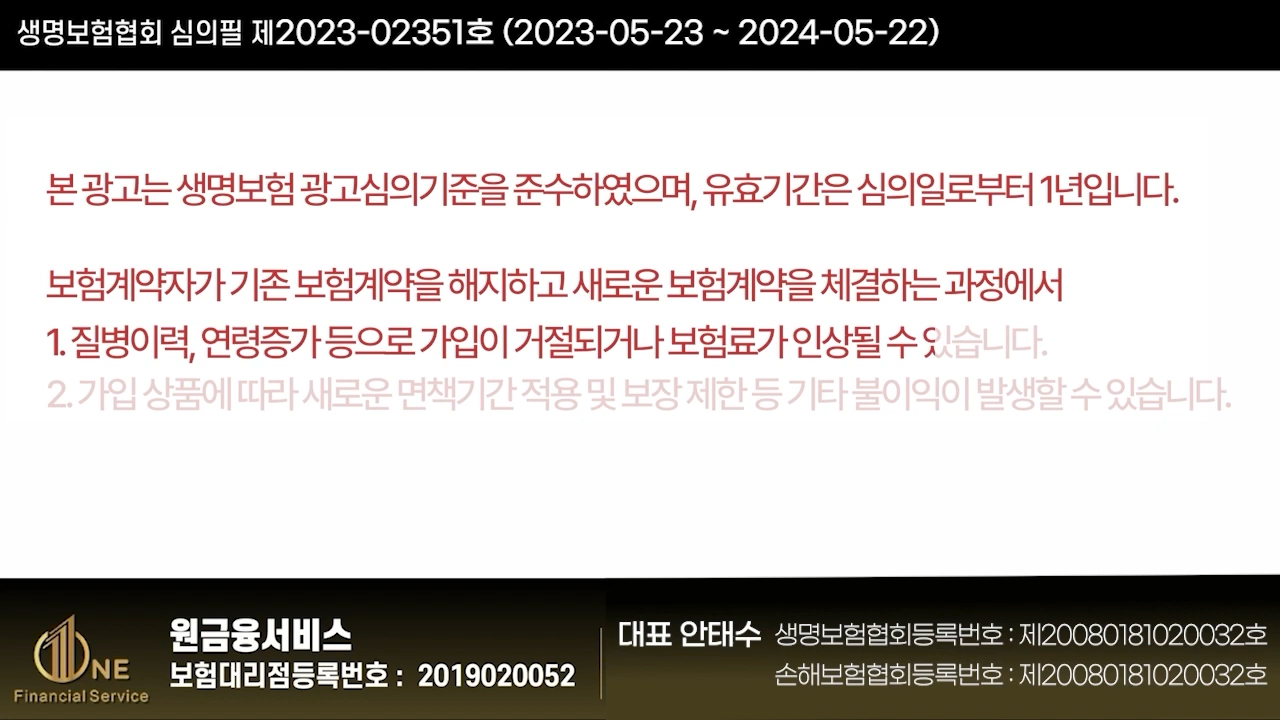 생명보험협회 심의필 제2023-02351호 (2023-05-23 ~ 2024-05-22)
본 광고는 생명보험 광고심의기준을 준수하였으며, 유효기간은 심의일로부터 1년입니다.
보험계약자가 기존 보험계약을 해지하고 새로운 보험계약을 체결하는 과정에서
1. 질병이력, 연령증가 등으로 가입이 거절되거나 보험료가 인상될 수 있습니다.
2. 가입 상품에 따라 새로운 면책기간 적용 및 보장 제한 등 기타 불이익이 발생할 수 있습니다.
ONE
Financial Service
원금융서비스
보험대리점등록번호 : 2019020052
대표 안태수 생명보험협회등록번호 : 제20080181020032호
손해보험협회등록번호 : 제20080181020032호